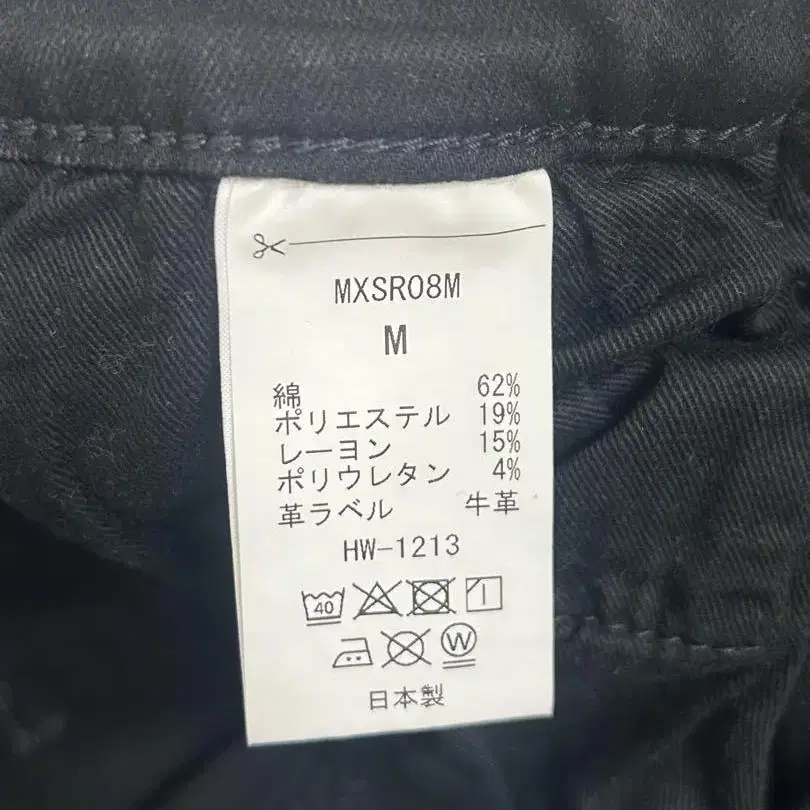 MXSR08M
M
綿 62%
ポリエステル 19%
レーヨン 15%
ポリウレタン 4%
革ラベル 牛革
HW-1213
40
W
日本製